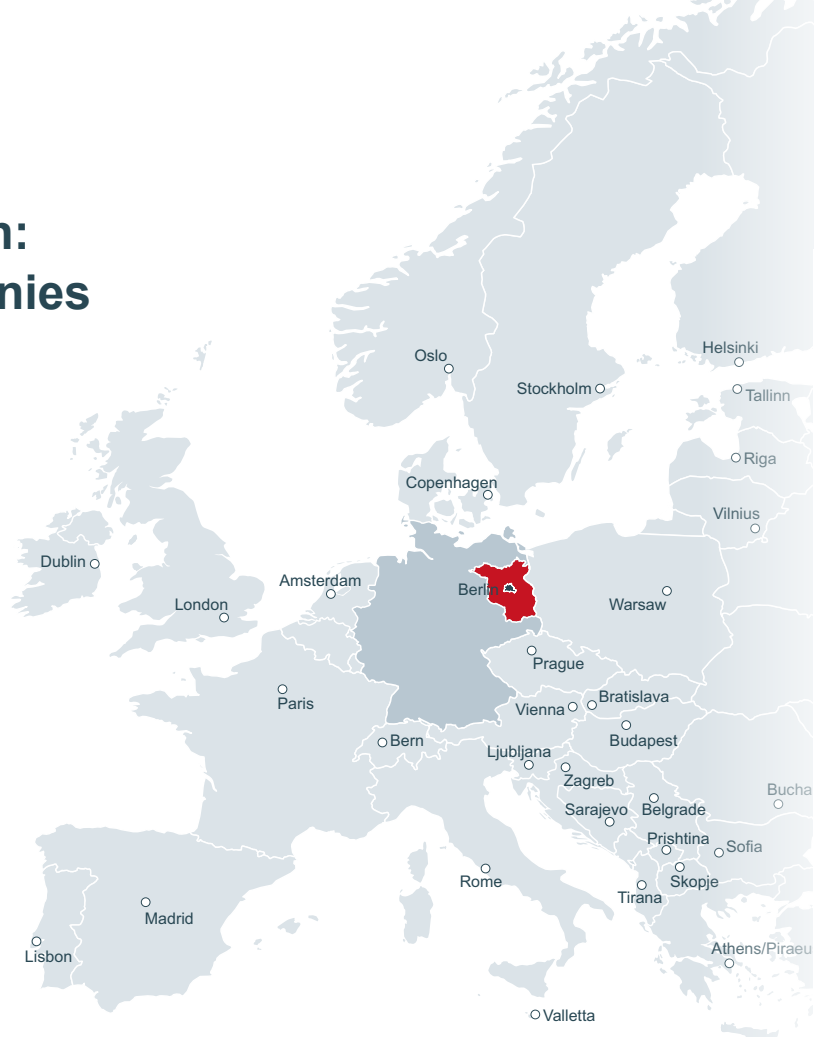 n:
nies
Helsinki
Oslo
Stockholm
Tallinn
Riga
Copenhagen
Vilnius
Dublin
Amsterdam
Berlin
London
Warsaw
Prague
Paris
Bratislava
Vienna
Bern
Budapest
Ljubljana
Zagreb
Bucha
Sarajevo
Belgrade
Prishtina
Sofia
Rome
Skopje
Tirana
Madrid
Athens/Piraeu
Lisbon
Valletta